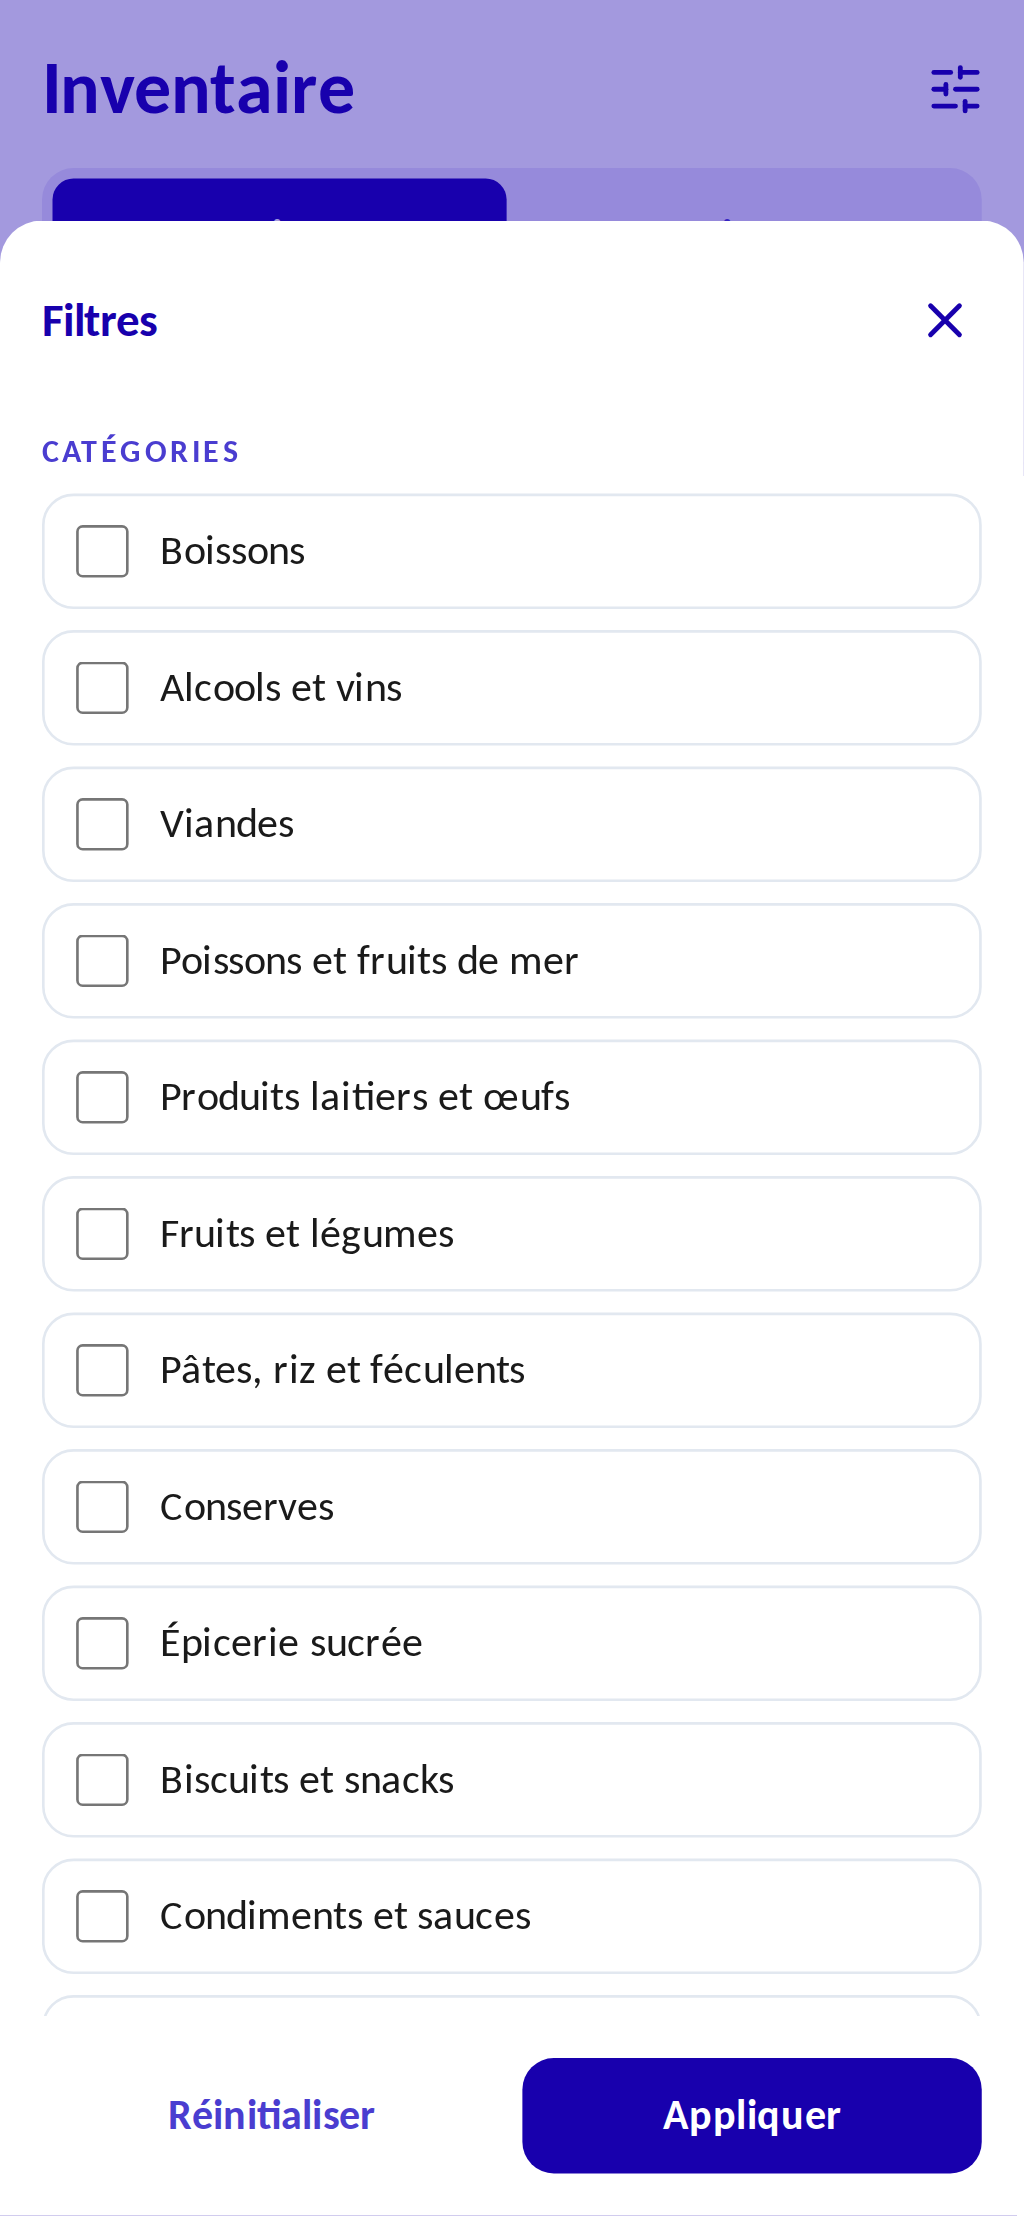 Inventaire
Filtres
CATÉGORIES
Boissons
Alcools et vins
Viandes
Poissons et fruits de mer
Produits laitiers et œufs
Fruits et légumes
Pâtes, riz et féculents
Conserves
Épicerie sucrée
Biscuits et snacks
Condiments et sauces
Réinitialiser
Appliquer